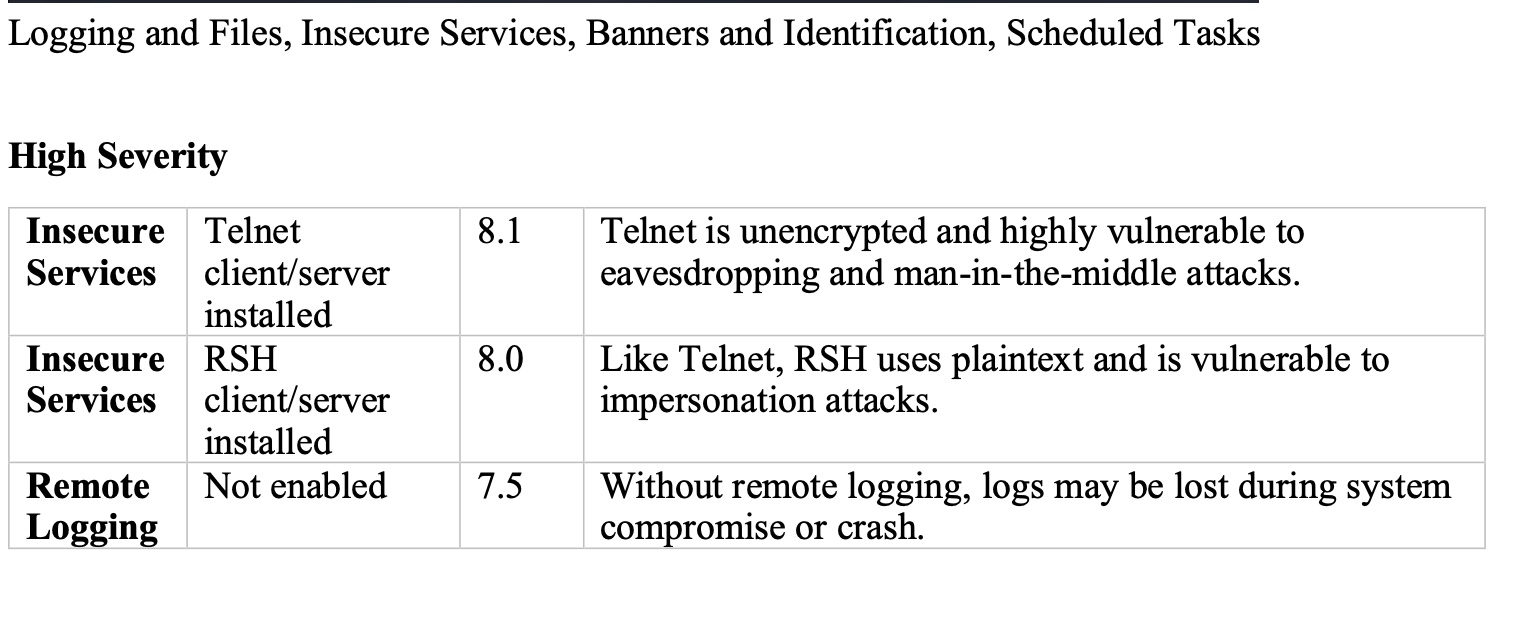 Logging and Files, Insecure Services, Banners and Identification, Scheduled Tasks
High Severity
Insecure Services
Telnet client/server installed
8.1
Telnet is unencrypted and highly vulnerable to
eavesdropping and man-in-the-middle attacks.
Insecure Services
RSH client/server installed
8.0
Like Telnet, RSH uses plaintext and is vulnerable to
impersonation attacks.
Remote Logging
Not enabled
7.5
Without remote logging, logs may be lost during system
compromise or crash.